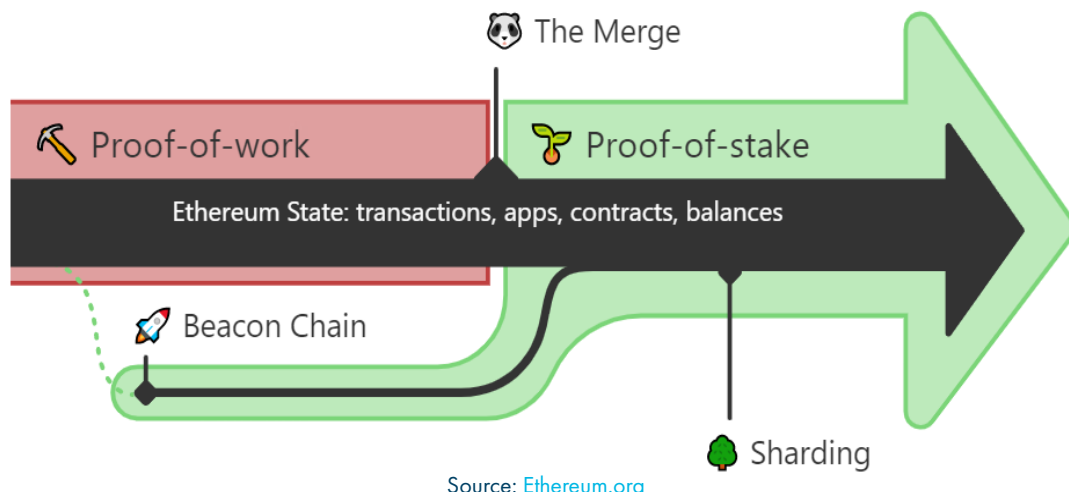 The Merge
Proof-of-work
Proof-of-stake
Ethereum State: transactions, apps, contracts, balances
Beacon Chain
Sharding
Source: Ethereum.org